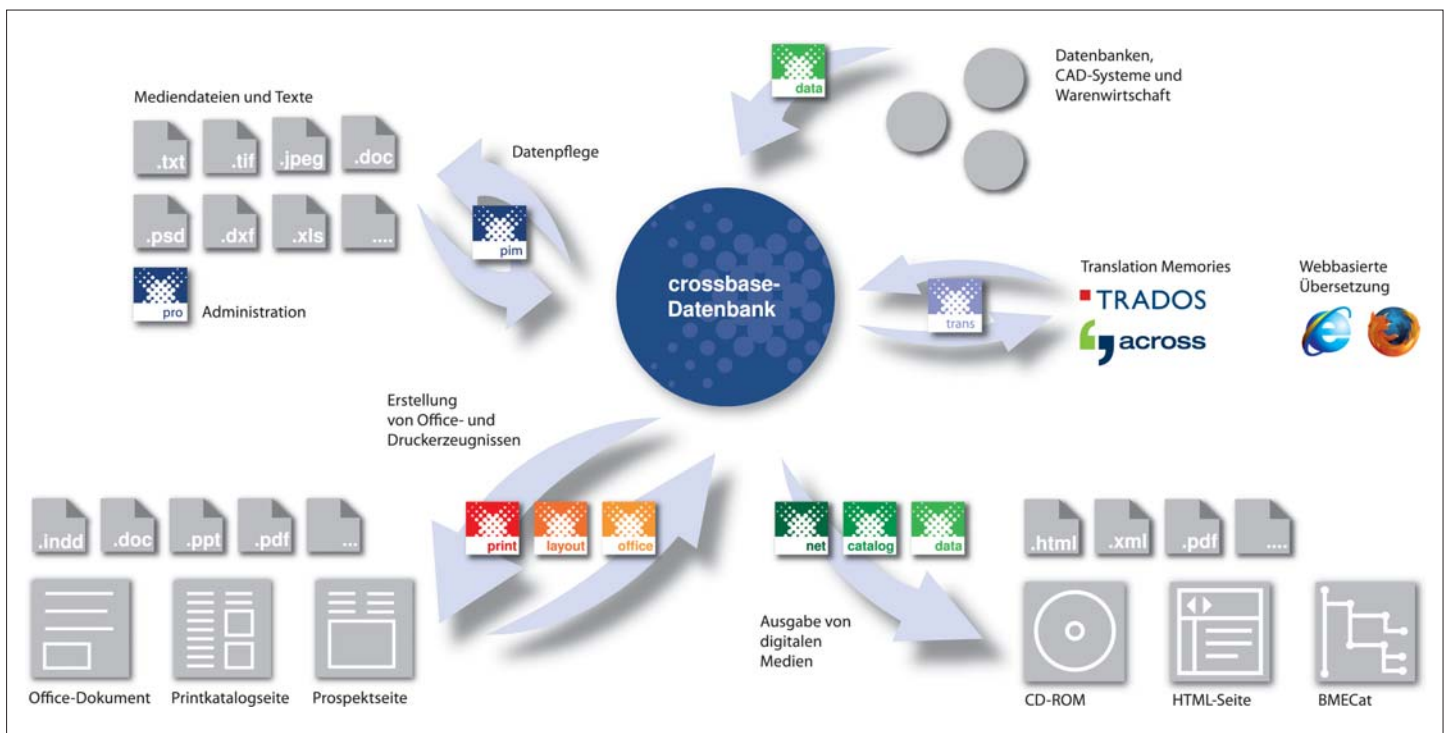 Mediendateien und Texte
.txt
.tif
.jpeg
.doc
.psd
.dxf
.xls
....
pro
Administration
Datenpflege
pim
data
Datenbanken,
CAD-Systeme und
Warenwirtschaft
crossbase-
Datenbank
trans
Translation Memories
TRADOS
across
Webbasierte
Übersetzung
Erstellung
von Office- und
Druckerzeugnissen
.indd
.doc
.ppt
.pdf
...
print
layout
office
Office-Dokument
Printkatalogseite
Prospektseite
net
catalog
data
Ausgabe von
digitalen
Medien
.html
.xml
.pdf
....
CD-ROM
HTML-Seite
BMECat